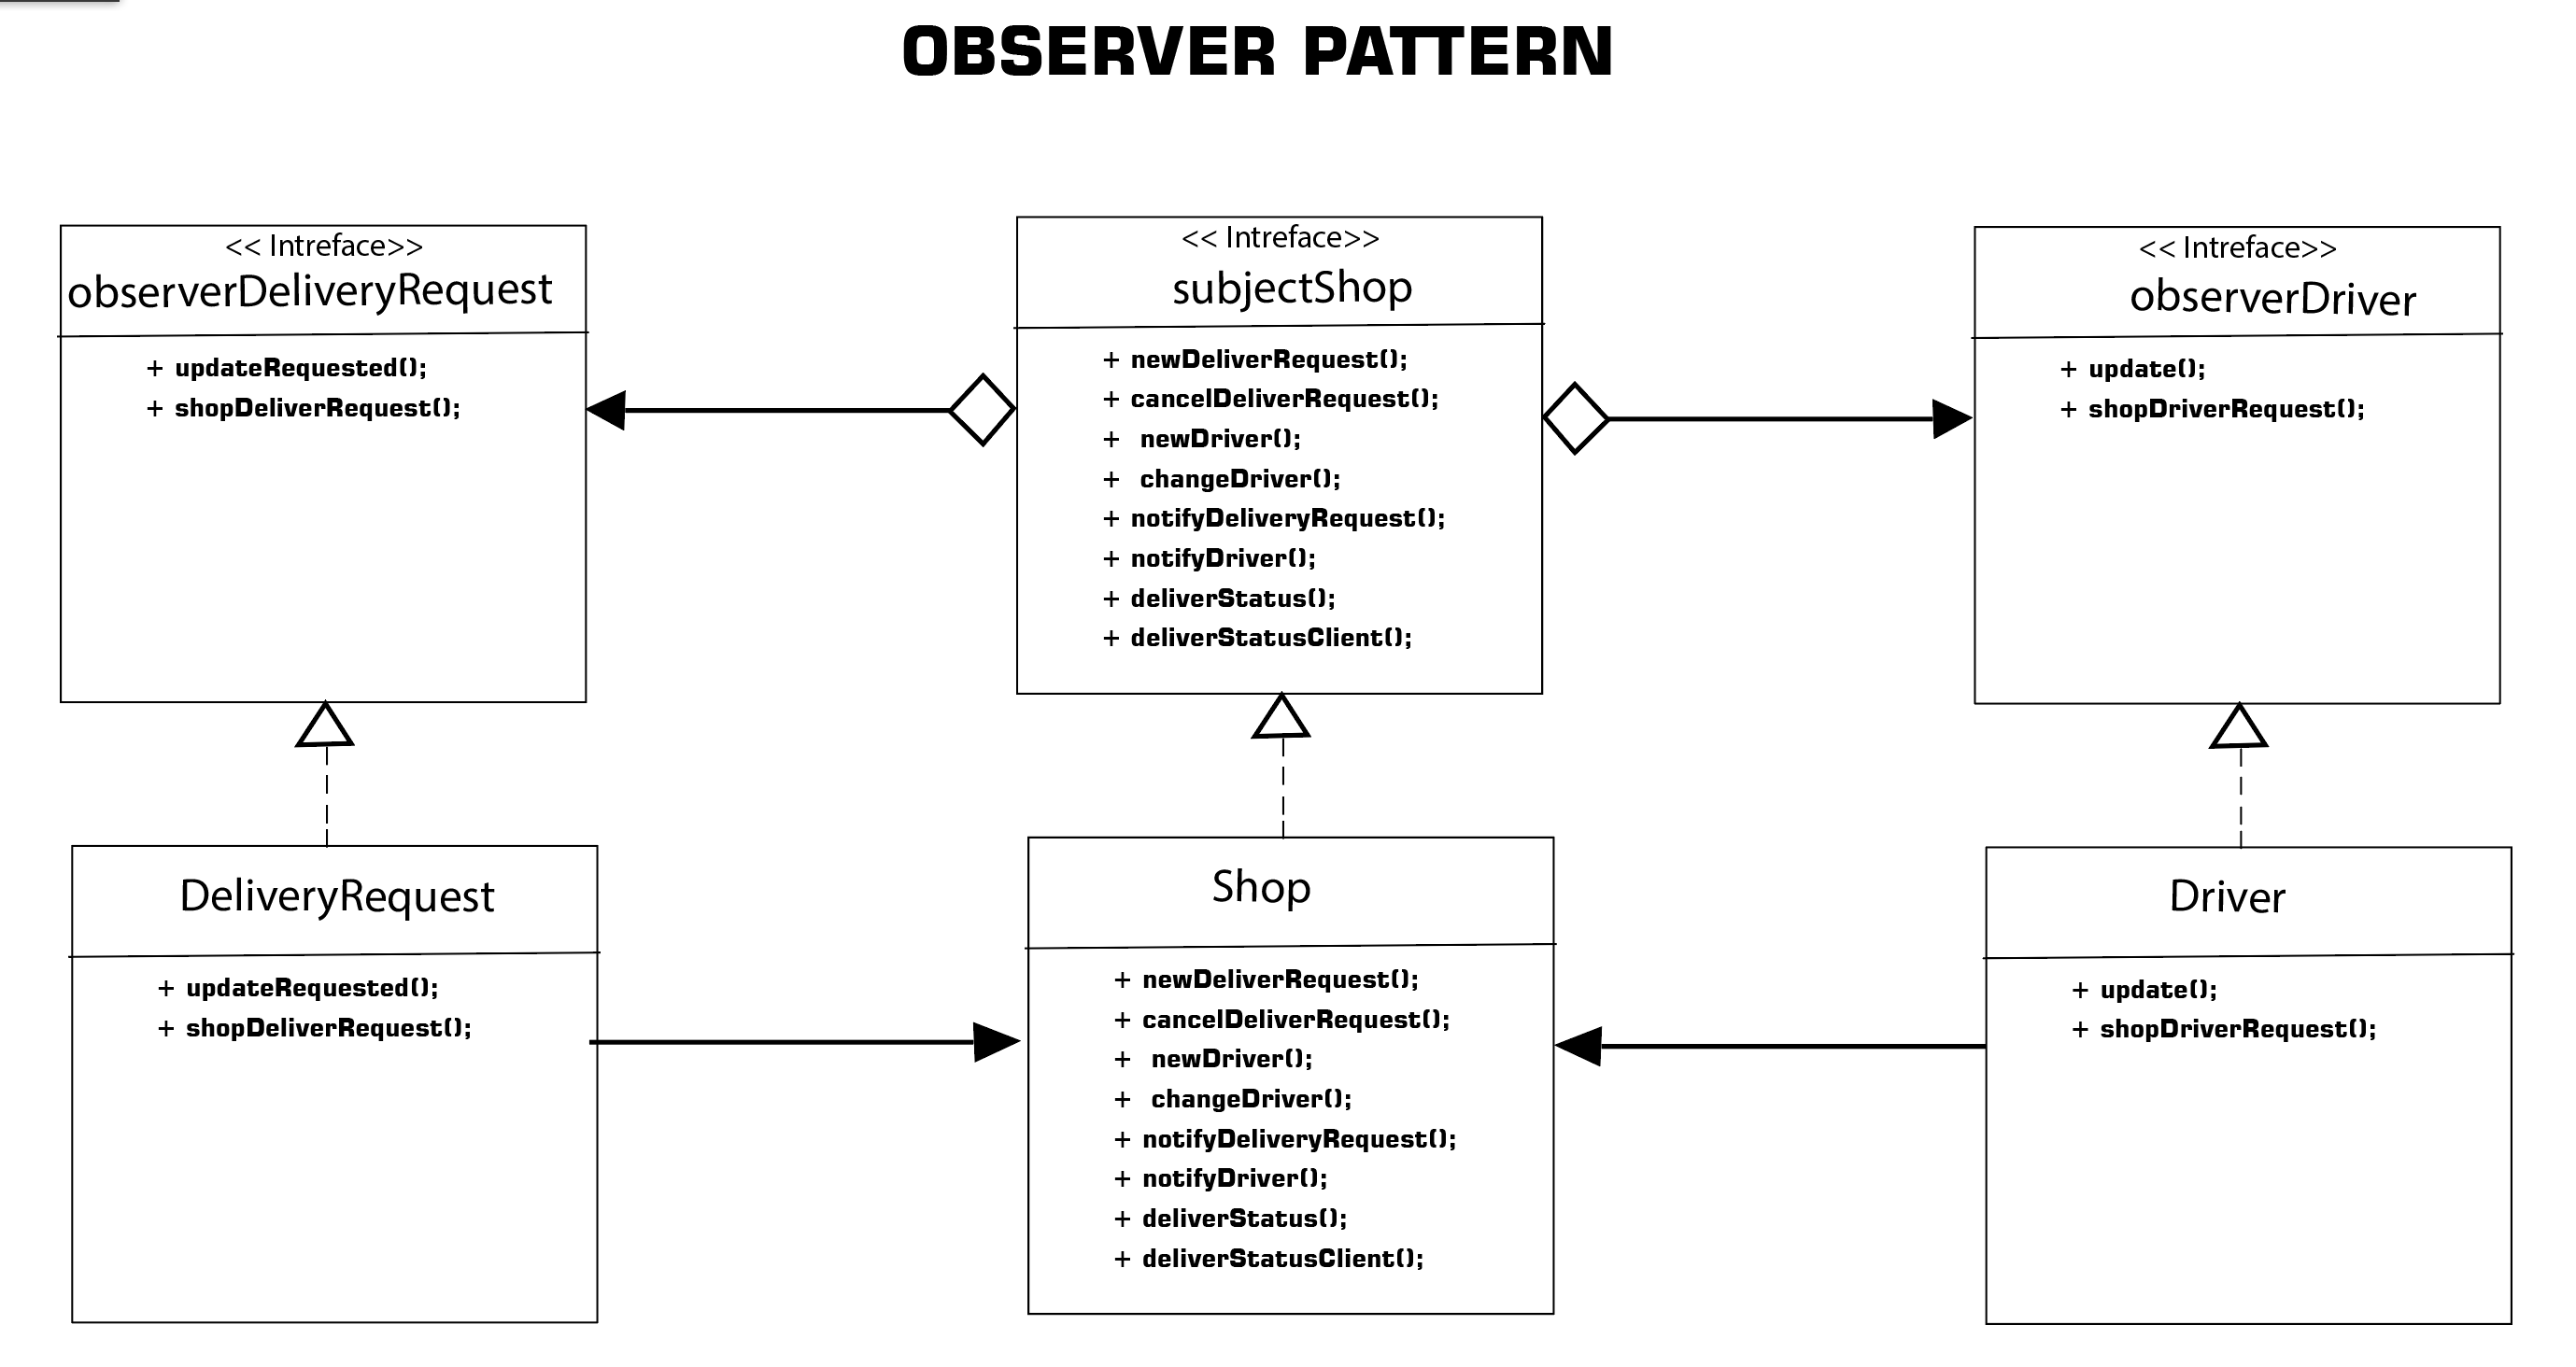 OBSERVER PATTERN
<< Intreface>>
observerDeliveryRequest
+ updateRequested();
+ shopDeliverRequest();
<< Intreface>>
subjectShop
+ newDeliverRequest();
+ cancelDeliverRequest();
+ newDriver();
+ changeDriver();
+ notifyDeliveryRequest();
+ notifyDriver();
+ deliverStatus();
+ deliverStatusClient();
<< Intreface>>
observerDriver
+ update();
+ shopDriverRequest();
DeliveryRequest
+ updateRequested();
+ shopDeliverRequest();
Shop
+ newDeliverRequest();
+ cancelDeliverRequest();
+ newDriver();
+ changeDriver();
+ notifyDeliveryRequest();
+ notifyDriver();
+ deliverStatus();
+ deliverStatusClient();
Driver
+ update();
+ shopDriverRequest();